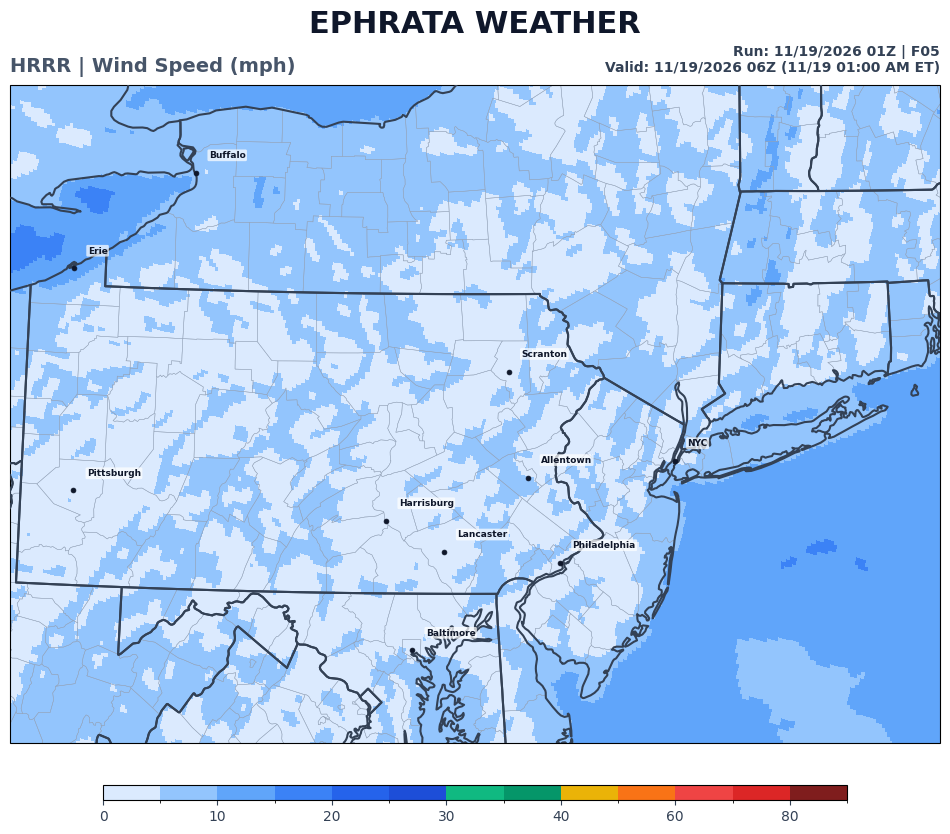 EPHRATA WEATHER
HRRR | Wind Speed (mph)
Run: 11/19/2026 01Z | F05
Valid: 11/19/2026 06Z (11/19 01:00 AM ET)
Buffalo
Erie
Scranton
NYC
Allentown
Pittsburgh
Harrisburg
Lancaster
Philadelphia
Baltimore
0 10 20 30 40 60 80